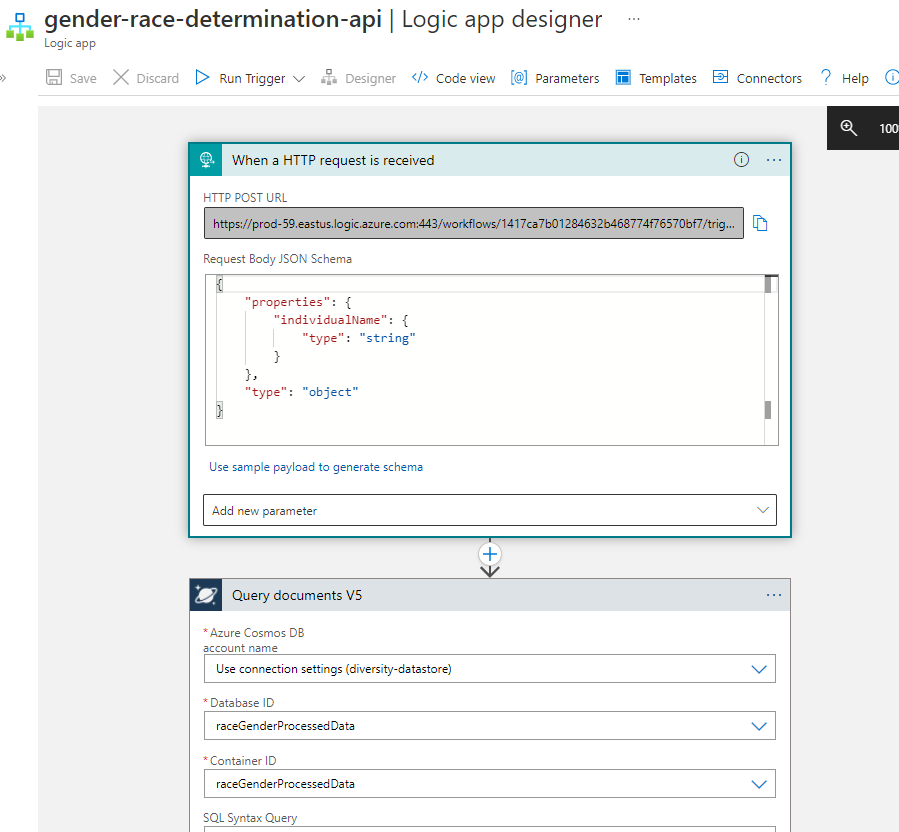 gender-race-determination-api | Logic app designer ...
Logic app
» Save Discard Run Trigger Designer </> Code view [@] Parameters Templates Connectors ? Help
100
When a HTTP request is received ...
HTTP POST URL
https://prod-59.eastus.logic.azure.com:443/workflows/1417ca7b01284632b468774f76570bf7/trig...
Request Body JSON Schema
{
"properties": {
"individualName": {
"type": "string"
}
},
"type": "object"
}
Use sample payload to generate schema
Add new parameter
Query documents V5 ...
* Azure Cosmos DB
account name
Use connection settings (diversity-datastore)
* Database ID
raceGenderProcessedData
* Container ID
raceGenderProcessedData
SQL Syntax Query